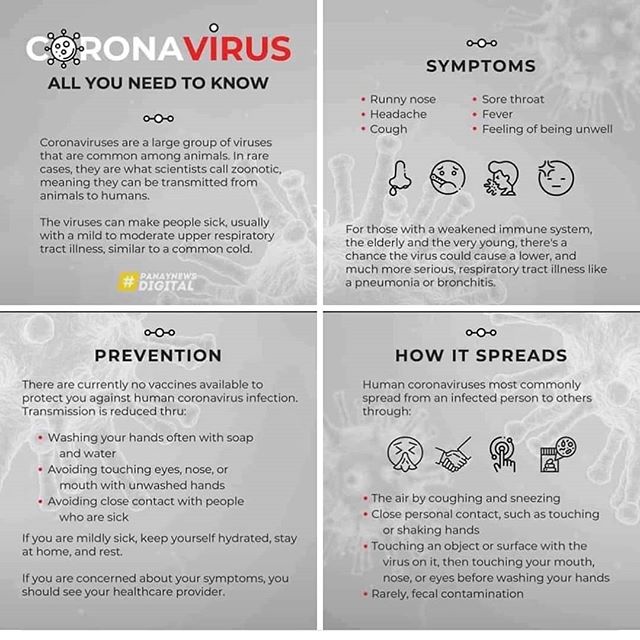 CORONAVIRUS
ALL YOU NEED TO KNOW
Coronaviruses are a large group of viruses
that are common among animals. In rare
cases, they are what scientists call zoonotic,
meaning they can be transmitted from
animals to humans.
The viruses can make people sick, usually
with a mild to moderate upper respiratory
tract illness, similar to a common cold.
# PANAYNEWS
DIGITAL
SYMPTOMS
• Runny nose
• Headache
• Cough
• Sore throat
• Fever
• Feeling of being unwell
For those with a weakened immune system,
the elderly and the very young, there's a
chance the virus could cause a lower, and
much more serious, respiratory tract illness like
a pneumonia or bronchitis.
PREVENTION
There are currently no vaccines available to
protect you against human coronavirus infection.
Transmission is reduced thru:
• Washing your hands often with soap
and water
• Avoiding touching eyes, nose, or
mouth with unwashed hands
• Avoiding close contact with people
who are sick
If you are mildly sick, keep yourself hydrated, stay
at home, and rest.
If you are concerned about your symptoms, you
should see your healthcare provider.
HOW IT SPREADS
Human coronaviruses most commonly
spread from an infected person to others
through:
• The air by coughing and sneezing
• Close personal contact, such as touching
or shaking hands
• Touching an object or surface with the
virus on it, then touching your mouth,
nose, or eyes before washing your hands
• Rarely, fecal contamination